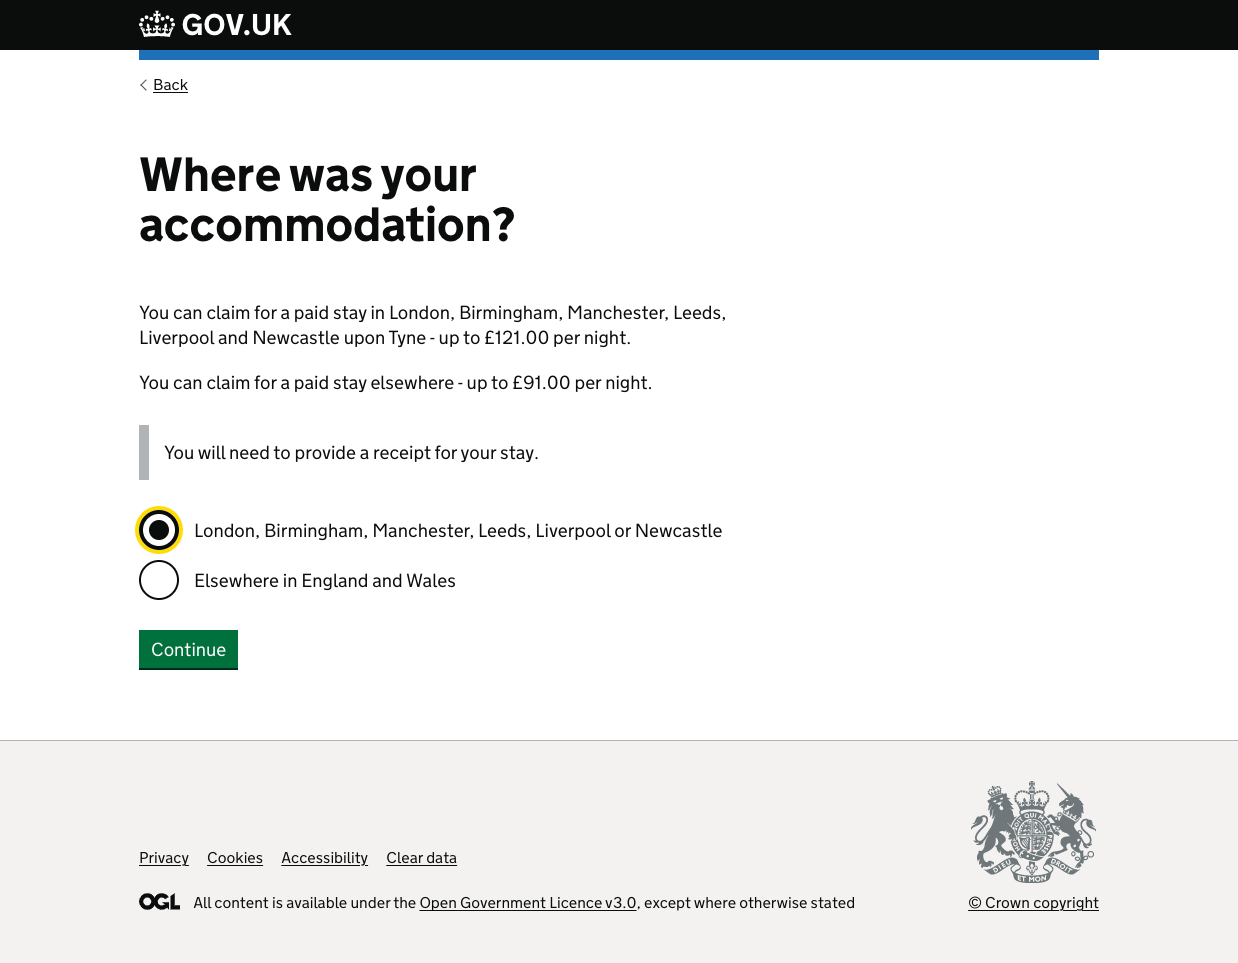 GOV.UK
Back
Where was your
accommodation?
You can claim for a paid stay in London, Birmingham, Manchester, Leeds,
Liverpool and Newcastle upon Tyne - up to £121.00 per night.
You can claim for a paid stay elsewhere - up to £91.00 per night.
You will need to provide a receipt for your stay.
London, Birmingham, Manchester, Leeds, Liverpool or Newcastle
Elsewhere in England and Wales
Continue
Privacy Cookies Accessibility Clear data
OGL All content is available under the Open Government Licence v3.0, except where otherwise stated
© Crown copyright